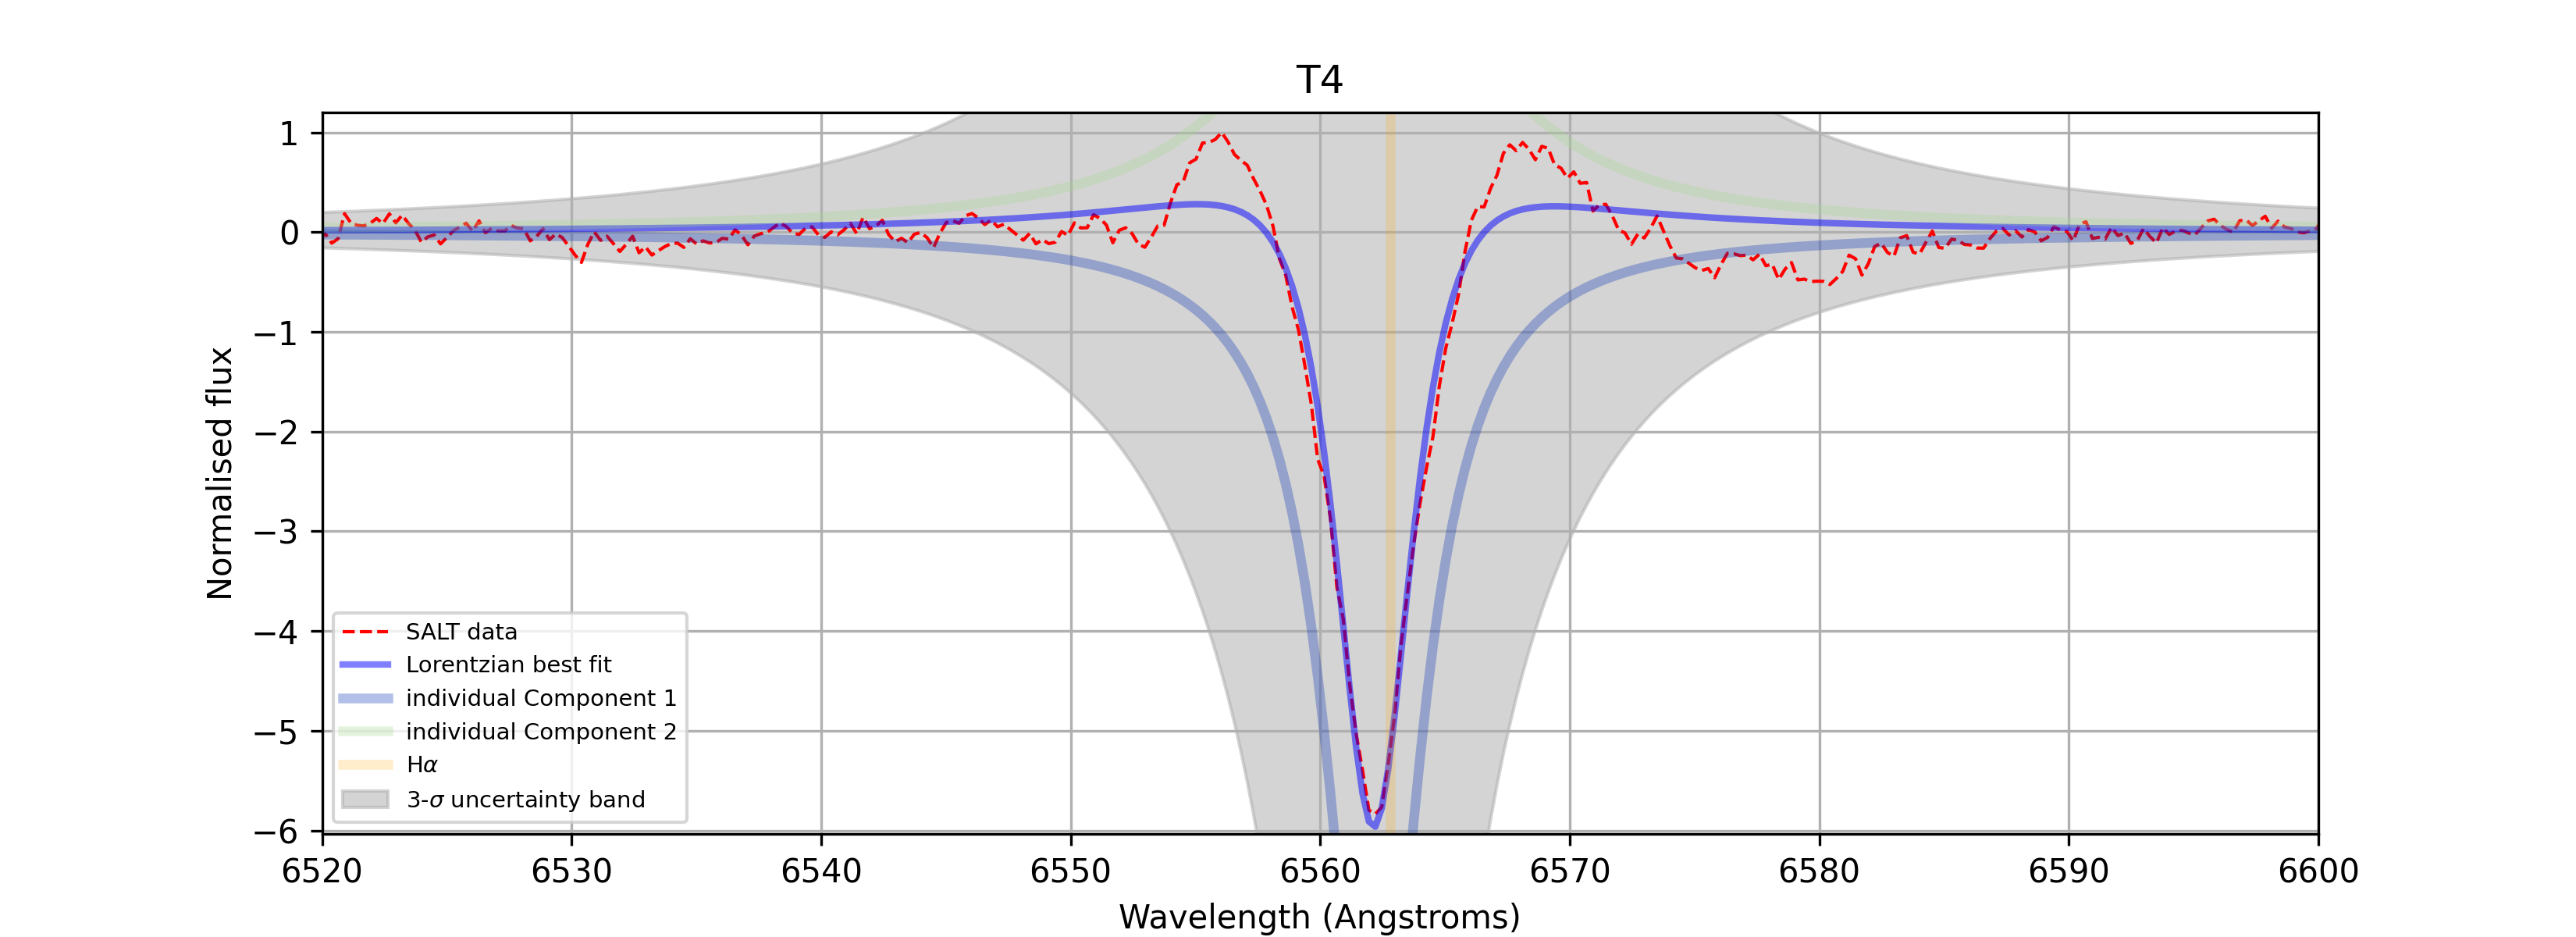 T4
Normalised flux
1
0
−1
−2
−3
−4
−5
−6
SALT data
Lorentzian best fit
individual Component 1
individual Component 2
Hα
3-σ uncertainty band
6520 6530 6540 6550 6560 6570 6580 6590 6600
Wavelength (Angstroms)